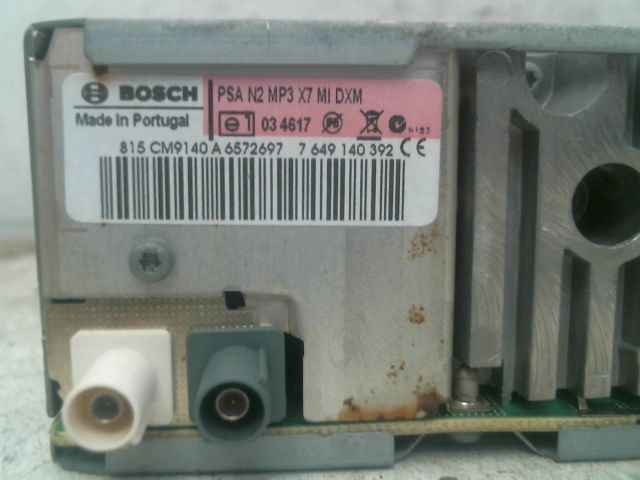 BOSCH PSA N2 MP3 X7 MI DXM
Made In Portugal 03 4617
815 CM9140 A 6572697 7 649 140 392 CE